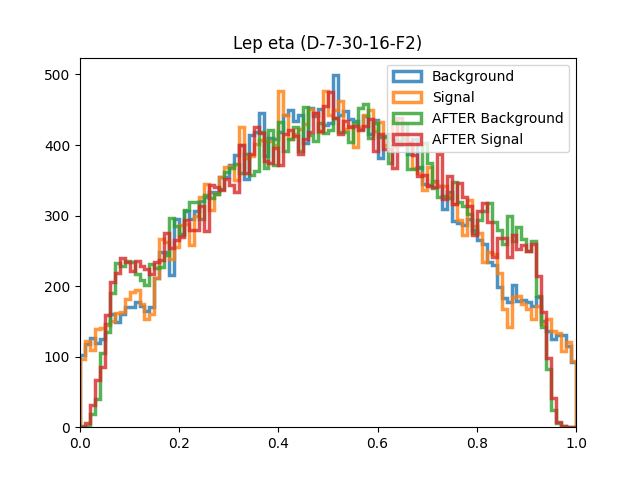 Lep eta (D-7-30-16-F2)
Background
Signal
AFTER Background
AFTER Signal
500
400
300
200
100
0
0.0 0.2 0.4 0.6 0.8 1.0